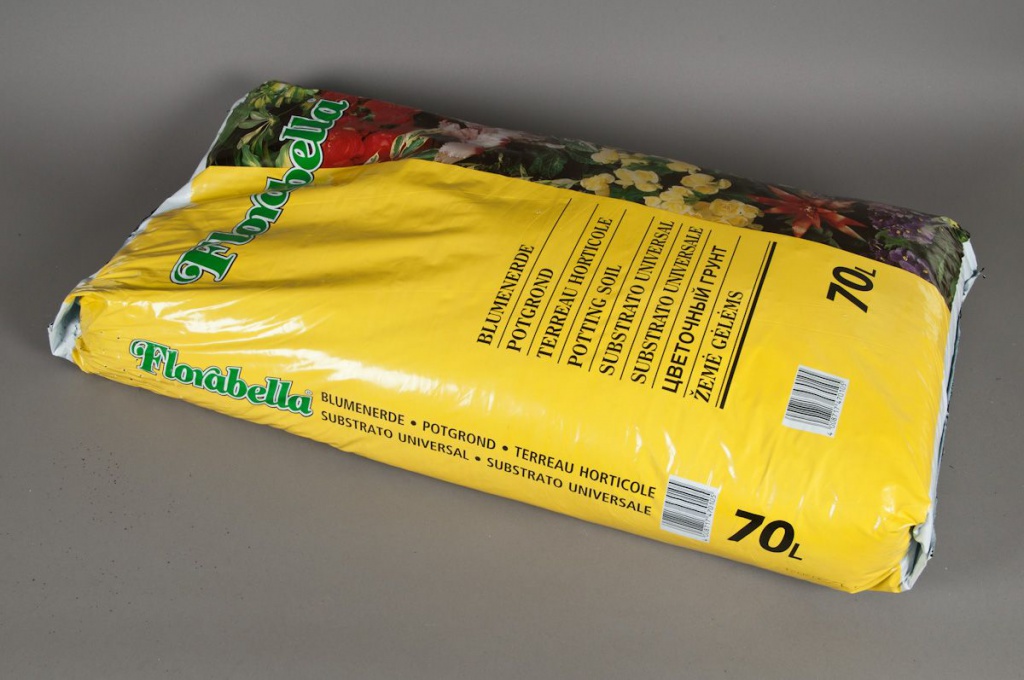 Florabella
BLUMENERDE
POTGROND
TERREAU HORTICOLE
POTTING SOIL
SUBSTRATO UNIVERSAL
SUBSTRATO UNIVERSALE
ЦВЕТОЧНЫЙ ГРУНТ
ŽEMĖ GĖLĖMS
70L
Florabella
BLUMENERDE • POTGROND • TERREAU HORTICOLE
SUBSTRATO UNIVERSAL • SUBSTRATO UNIVERSALE
70L